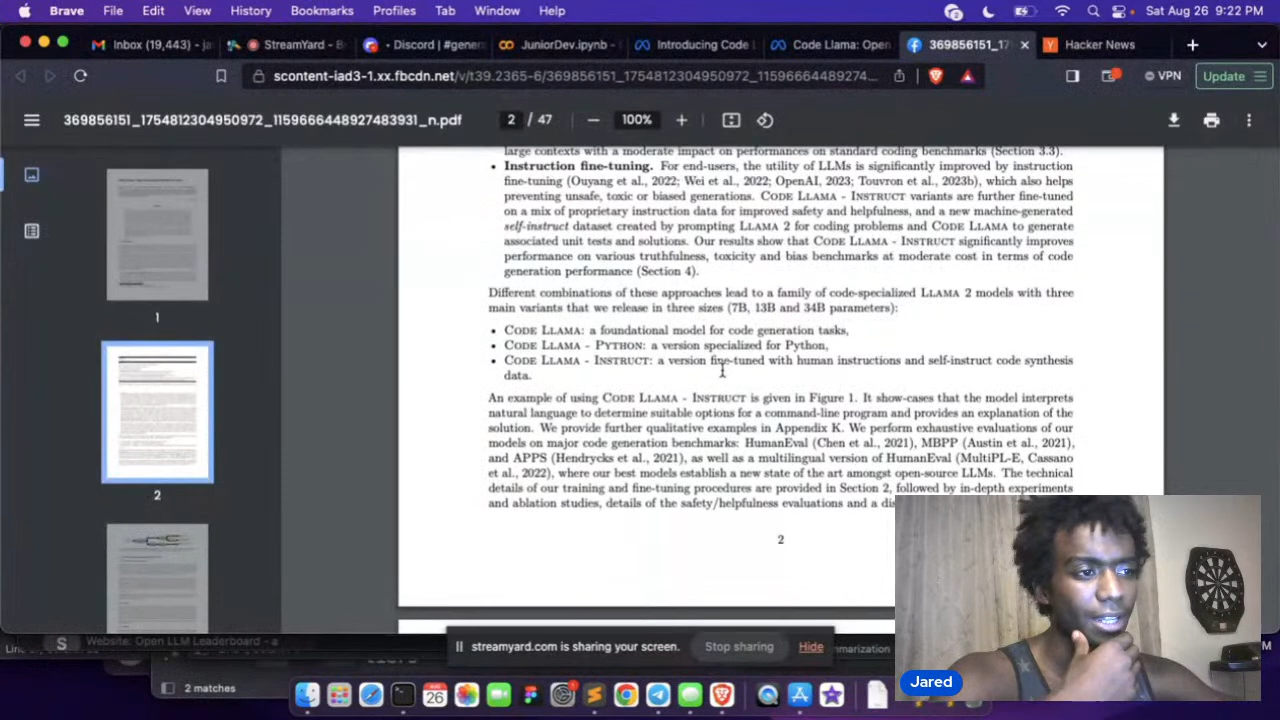 Brave File Edit View History Bookmarks Profiles Tab Window Help
2 Sat Aug 26 9:22 PM
Inbox (19,443) - StreamYard - Discord | #gener JuniorDev.ipynb - Introducing Code Code Llama: Open 369856151_17 Hacker News
scontent-iad3-1.xx.fbcdn.net/v/t39.2365-6/369856151_1754812304950972_11596664489274... VPN Update
369856151_1754812304950972_1159666448927483931_n.pdf 2 / 47 100%
large contexts with a moderate impact on performances on standard coding benchmarks (Section 3.3).
• Instruction fine-tuning. For end-users, the utility of LLMs is significantly improved by instruction
fine-tuning (Ouyang et al., 2022; Wei et al., 2022; OpenAI, 2023; Touvron et al., 2023b), which also helps
preventing unsafe, toxic or biased generations. CODE LLAMA - INSTRUCT variants are further fine-tuned
on a mix of proprietary instruction data for improved safety and helpfulness, and a new machine-generated
self-instruct dataset created by prompting LLAMA 2 for coding problems and CODE LLAMA to generate
associated unit tests and solutions. Our results show that CODE LLAMA - INSTRUCT significantly improves
performance on various truthfulness, toxicity and bias benchmarks at moderate cost in terms of code
generation performance (Section 4).
Different combinations of these approaches lead to a family of code-specialized LLAMA 2 models with three
main variants that we release in three sizes (7B, 13B and 34B parameters):
• CODE LLAMA: a foundational model for code generation tasks,
• CODE LLAMA - PYTHON: a version specialized for Python,
• CODE LLAMA - INSTRUCT: a version fine-tuned with human instructions and self-instruct code synthesis
data.
An example of using CODE LLAMA - INSTRUCT is given in Figure 1. It show-cases that the model interprets
natural language to determine suitable options for a command-line program and provides an explanation of the
solution. We provide further qualitative examples in Appendix K. We perform exhaustive evaluations of our
models on major code generation benchmarks: HumanEval (Chen et al., 2021), MBPP (Austin et al., 2021),
and APPS (Hendrycks et al., 2021), as well as a multilingual version of HumanEval (MultiPL-E, Cassano
et al., 2022), where our best models establish a new state of the art amongst open-source LLMs. The technical
details of our training and fine-tuning procedures are provided in Section 2, followed by in-depth experiments
and ablation studies, details of the safety/helpfulness evaluations and a dis
2
1
2
S Website: Open LLM Leaderboard - a
streamyard.com is sharing your screen. Stop sharing Hide
2 matches
AUG
26
Jared